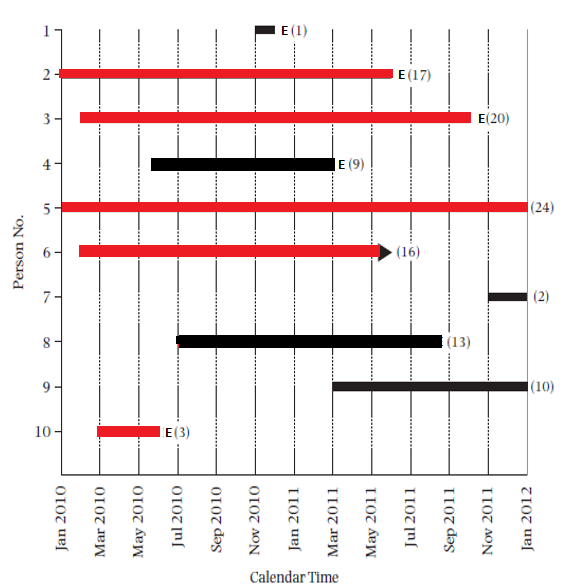 1 E (1)
2 E (17)
3 E(20)
4 E (9)
5 (24)
6 (16)
7 (2)
8 (13)
9 (10)
10 E (3)
Person No.
Jan 2010
Mar 2010
May 2010
Jul 2010
Sep 2010
Nov 2010
Jan 2011
Mar 2011
May 2011
Jul 2011
Sep 2011
Nov 2011
Jan 2012
Calendar Time